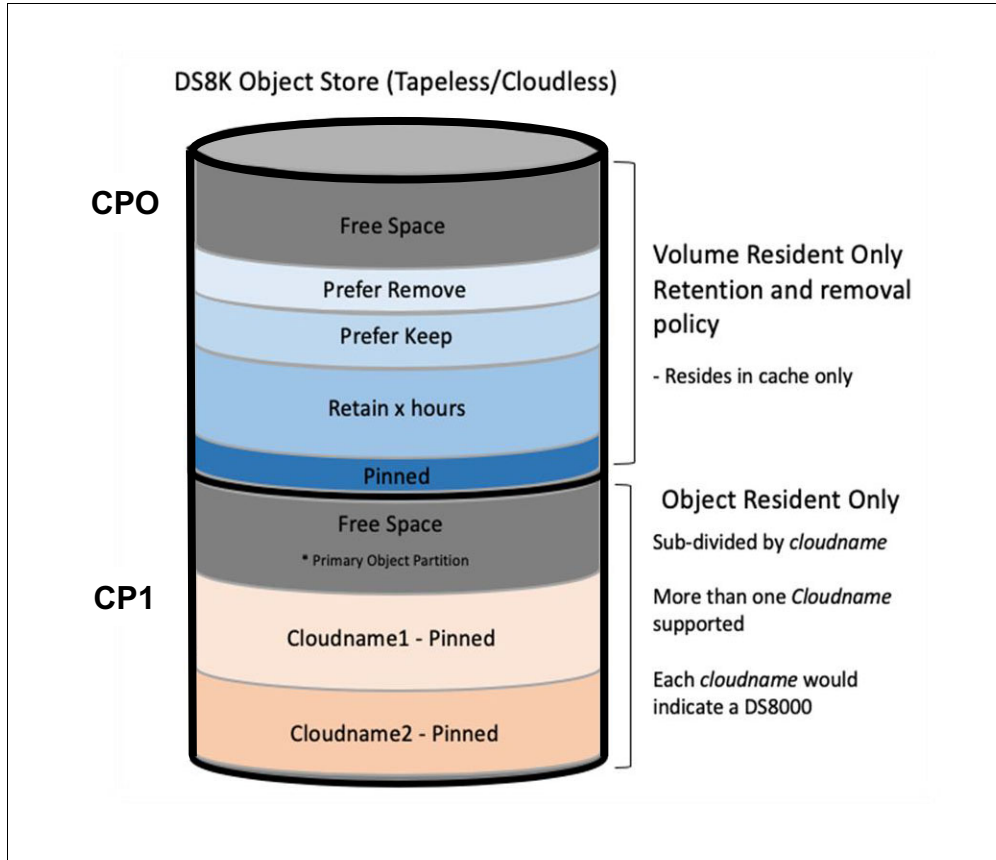 DS8K Object Store (Tapeless/Cloudless)
CPO
Free Space
Prefer Remove
Prefer Keep
Retain x hours
Pinned
Volume Resident Only
Retention and removal
policy
- Resides in cache only
CP1
Free Space
* Primary Object Partition
Cloudname1 - Pinned
Cloudname2 - Pinned
Object Resident Only
Sub-divided by cloudname
More than one Cloudname
supported
Each cloudname would
indicate a DS8000